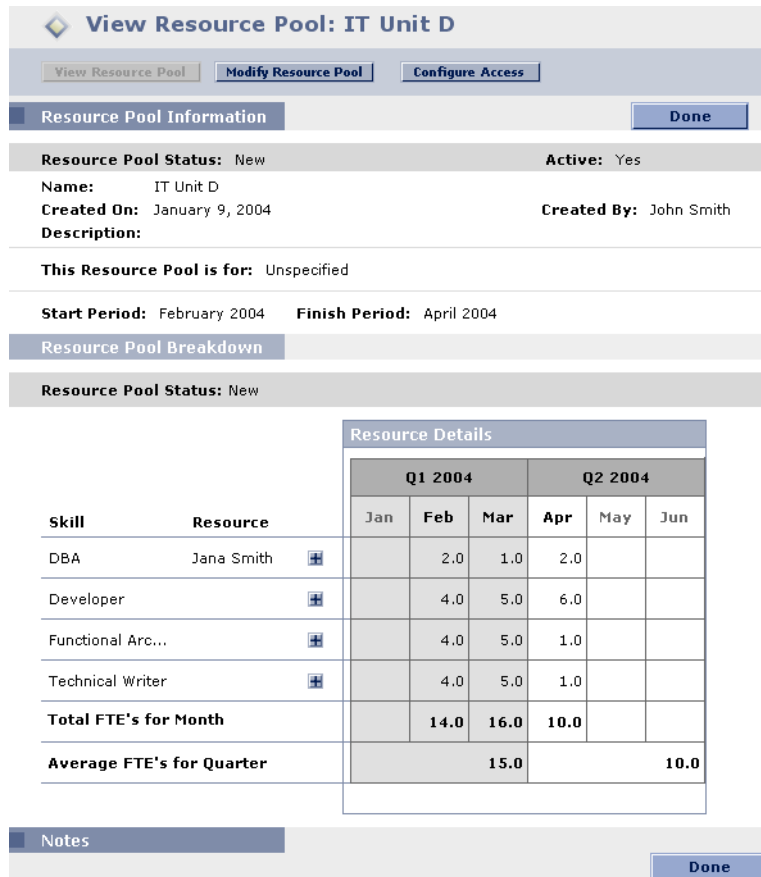 View Resource Pool: IT Unit D
View Resource Pool Modify Resource Pool Configure Access
Resource Pool Information Done
Resource Pool Status: New Active: Yes
Name: IT Unit D
Created On: January 9, 2004 Created By: John Smith
Description:
This Resource Pool is for: Unspecified
Start Period: February 2004 Finish Period: April 2004
Resource Pool Breakdown
Resource Pool Status: New
Resource Details
Q1 2004 Q2 2004
Skill Resource Jan Feb Mar Apr May Jun
DBA Jana Smith 2.0 1.0 2.0
Developer 4.0 5.0 6.0
Functional Arc... 4.0 5.0 1.0
Technical Writer 4.0 5.0 1.0
Total FTE's for Month 14.0 16.0 10.0
Average FTE's for Quarter 15.0 10.0
Notes
Done